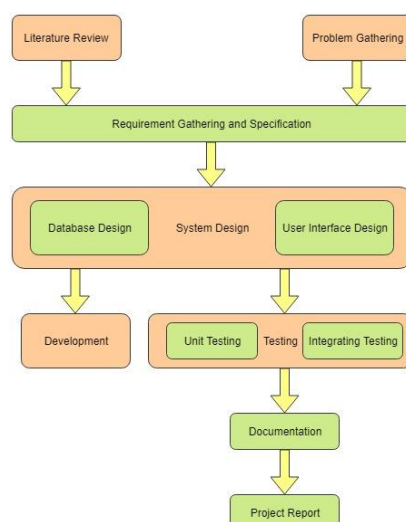 Literature Review
Problem Gathering
Requirement Gathering and Specification
Database Design
System Design
User Interface Design
Development
Unit Testing
Testing
Integrating Testing
Documentation
Project Report